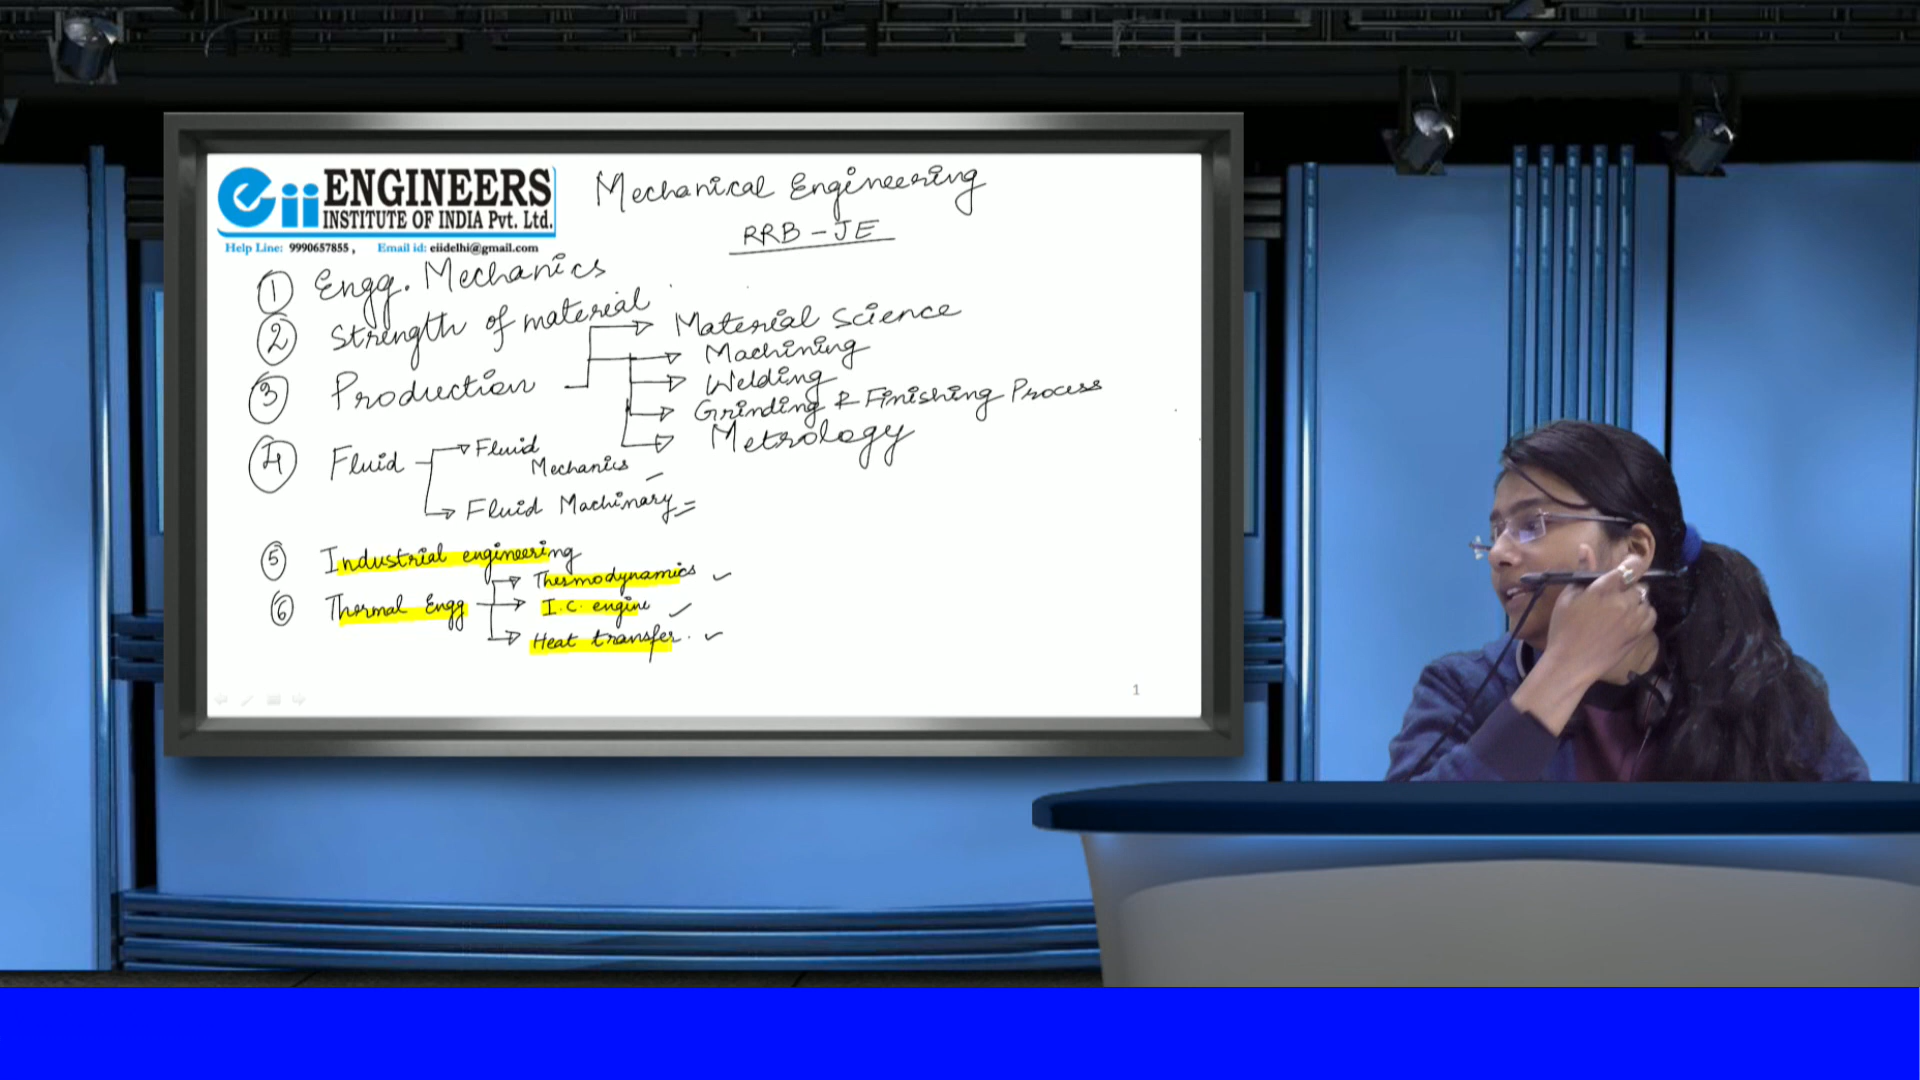 eii ENGINEERS
INSTITUTE OF INDIA Pvt. Ltd.
Help Line: 9990657855, Email id: eiidelhi@gmail.com
Mechanical Engineering
RRB - JE
1 Engg. Mechanics
2 Strength of material
3 Production
Material Science
Machining
Welding
Grinding & Finishing Process
Metrology
4 Fluid
Fluid
Mechanics
Fluid Machinary
5 Industrial engineering
6 Thermal Engg
Thermodynamics
I.C. engine
Heat transfer.
1